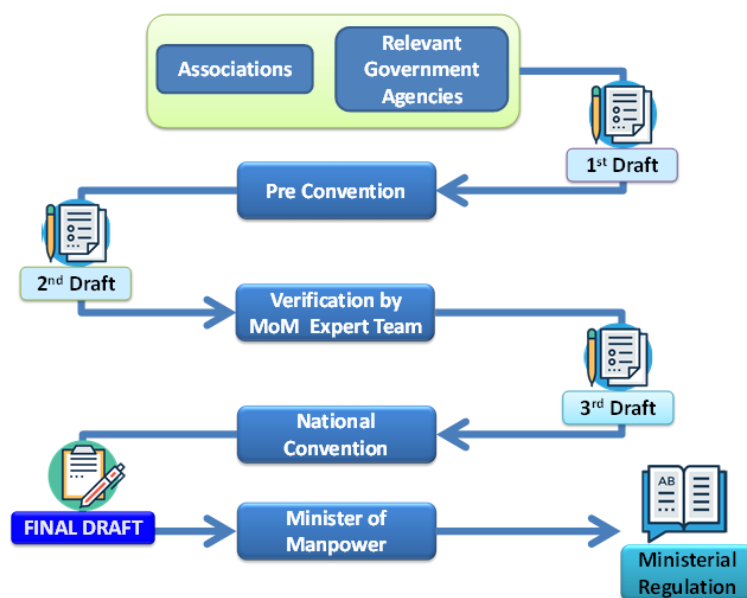 Associations
Relevant
Government
Agencies
1st Draft
Pre Convention
2nd Draft
Verification by
MoM Expert Team
3rd Draft
National
Convention
FINAL DRAFT
Minister of
Manpower
AB
Ministerial
Regulation